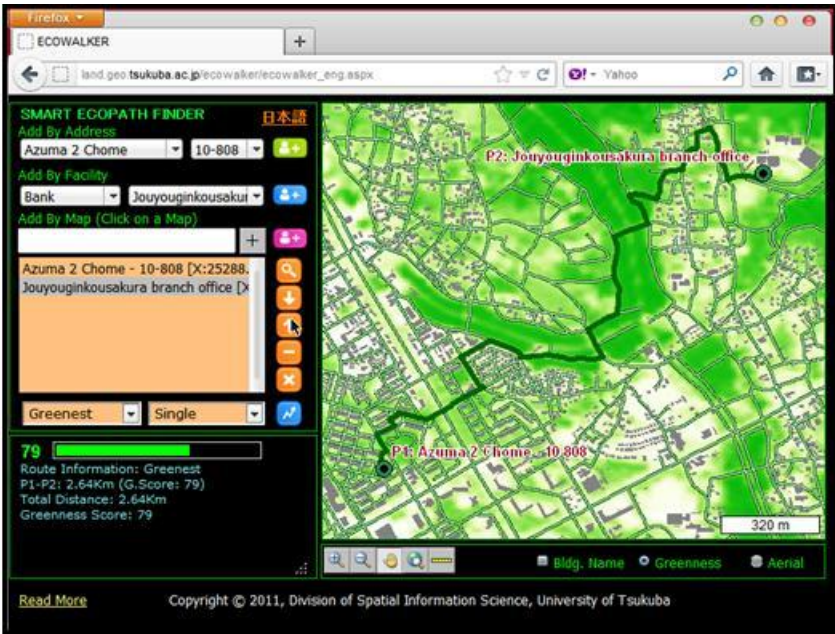 Firefox
ECOWALKER
land.geo.tsukuba.ac.jp/ecowalker/ecowalker_eng.aspx
Yahoo
SMART ECOPATH FINDER
日本語
Add By Address
Azuma 2 Chome
10-808
Add By Facility
Bank
Jouyouginkousakur
Add By Map (Click on a Map)
Azuma 2 Chome - 10-808 [X:25288.
Jouyouginkousakura branch office [X
Greenest
Single
79
Route Information: Greenest
P1-P2: 2.64Km (G.Score: 79)
Total Distance: 2.64Km
Greenness Score: 79
P2: Jouyouginkousakura branch office
P1: Azuma 2 Chome - 10-808
320 m
Bldg. Name
Greenness
Aerial
Read More
Copyright © 2011, Division of Spatial Information Science, University of Tsukuba